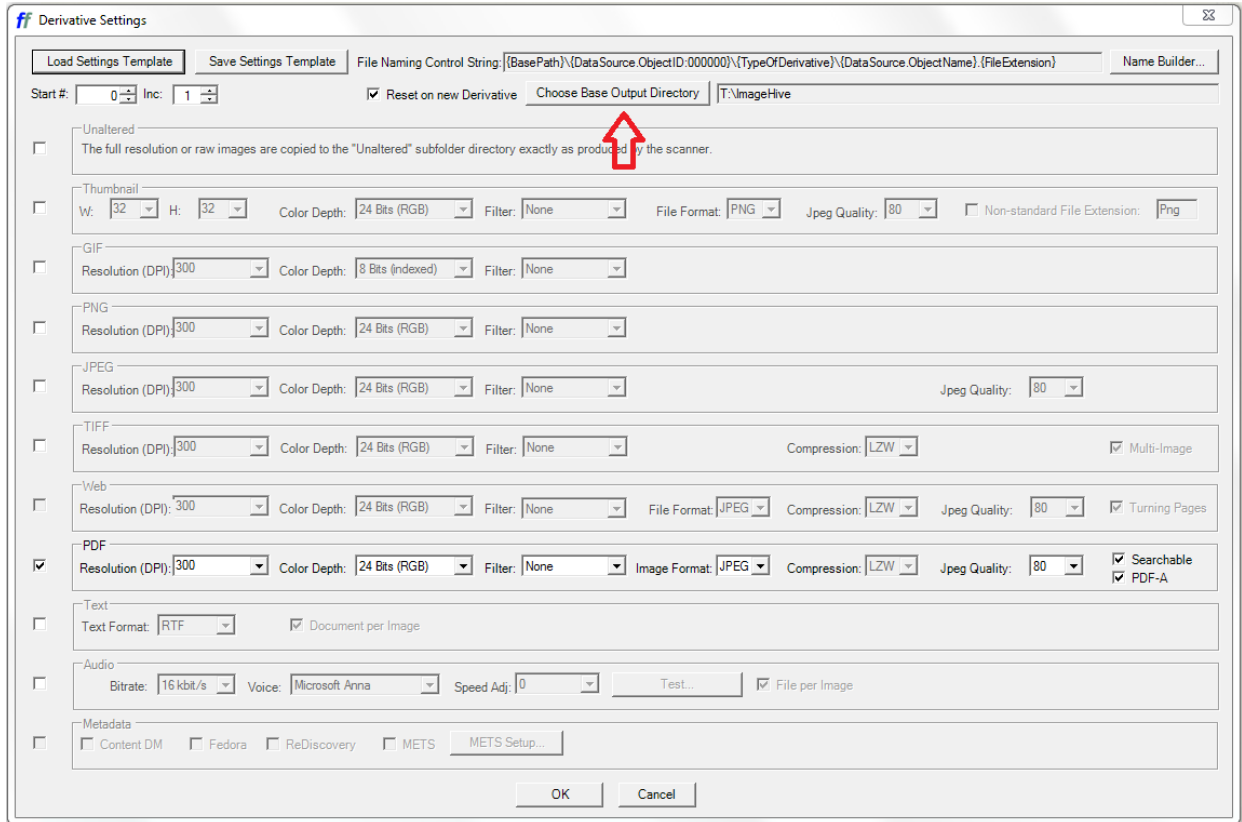 ff Derivative Settings
Load Settings Template Save Settings Template File Naming Control String: {BasePath}\{DataSource.ObjectID:000000}\{TypeOfDerivative}\{DataSource.ObjectName}.{FileExtension} Name Builder...
Start #: 0 Inc: 1 Reset on new Derivative Choose Base Output Directory T:\ImageHive
Unaltered
The full resolution or raw images are copied to the "Unaltered" subfolder directory exactly as produced by the scanner.
Thumbnail
W: 32 H: 32 Color Depth: 24 Bits (RGB) Filter: None File Format: PNG Jpeg Quality: 80 Non-standard File Extension: Png
GIF
Resolution (DPI): 300 Color Depth: 8 Bits (indexed) Filter: None
PNG
Resolution (DPI): 300 Color Depth: 24 Bits (RGB) Filter: None
JPEG
Resolution (DPI): 300 Color Depth: 24 Bits (RGB) Filter: None Jpeg Quality: 80
TIFF
Resolution (DPI): 300 Color Depth: 24 Bits (RGB) Filter: None Compression: LZW Multi-Image
Web
Resolution (DPI): 300 Color Depth: 24 Bits (RGB) Filter: None File Format: JPEG Compression: LZW Jpeg Quality: 80 Turning Pages
PDF
Resolution (DPI): 300 Color Depth: 24 Bits (RGB) Filter: None Image Format: JPEG Compression: LZW Jpeg Quality: 80 Searchable
PDF-A
Text
Text Format: RTF Document per Image
Audio
Bitrate: 16 kbit/s Voice: Microsoft Anna Speed Adj: 0 Test... File per Image
Metadata
Content DM Fedora ReDiscovery METS METS Setup...
OK Cancel